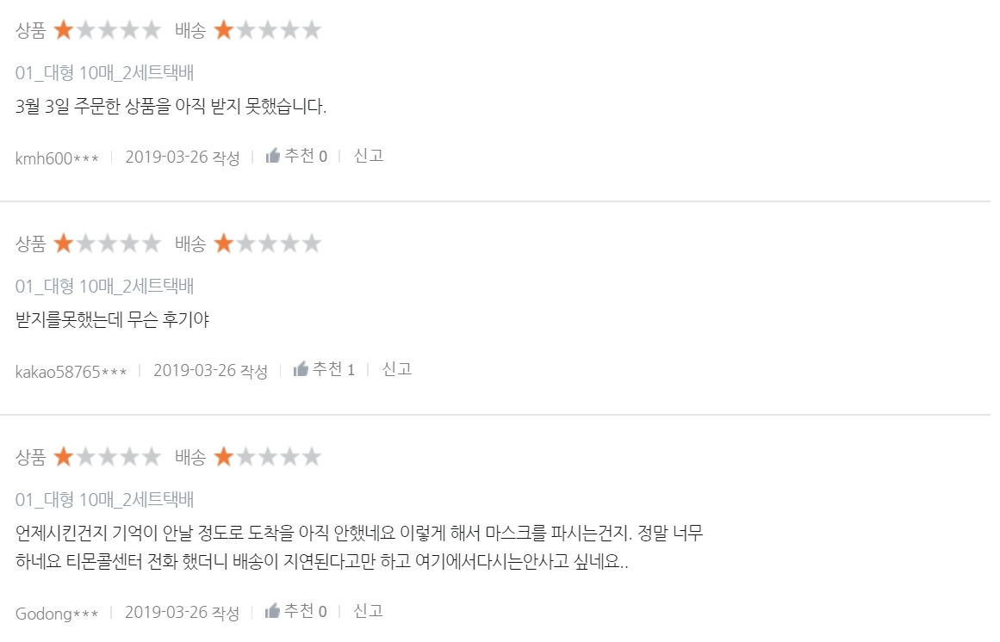 상품 ★★★★★ 배송 ★★★★★
01_대형 10매_2세트택배
3월 3일 주문한 상품을 아직 받지 못했습니다.
kmh600*** | 2019-03-26 작성 | 추천 0 | 신고
상품 ★★★★★ 배송 ★★★★★
01_대형 10매_2세트택배
받지를못했는데 무슨 후기야
kakao58765*** | 2019-03-26 작성 | 추천 1 | 신고
상품 ★★★★★ 배송 ★★★★★
01_대형 10매_2세트택배
언제시킨건지 기억이 안날 정도로 도착을 아직 안했네요 이렇게 해서 마스크를 파시는건지. 정말 너무
하네요 티몬콜센터 전화 했더니 배송이 지연된다고만 하고 여기에서다시는안사고 싶네요..
Godong*** | 2019-03-26 작성 | 추천 0 | 신고